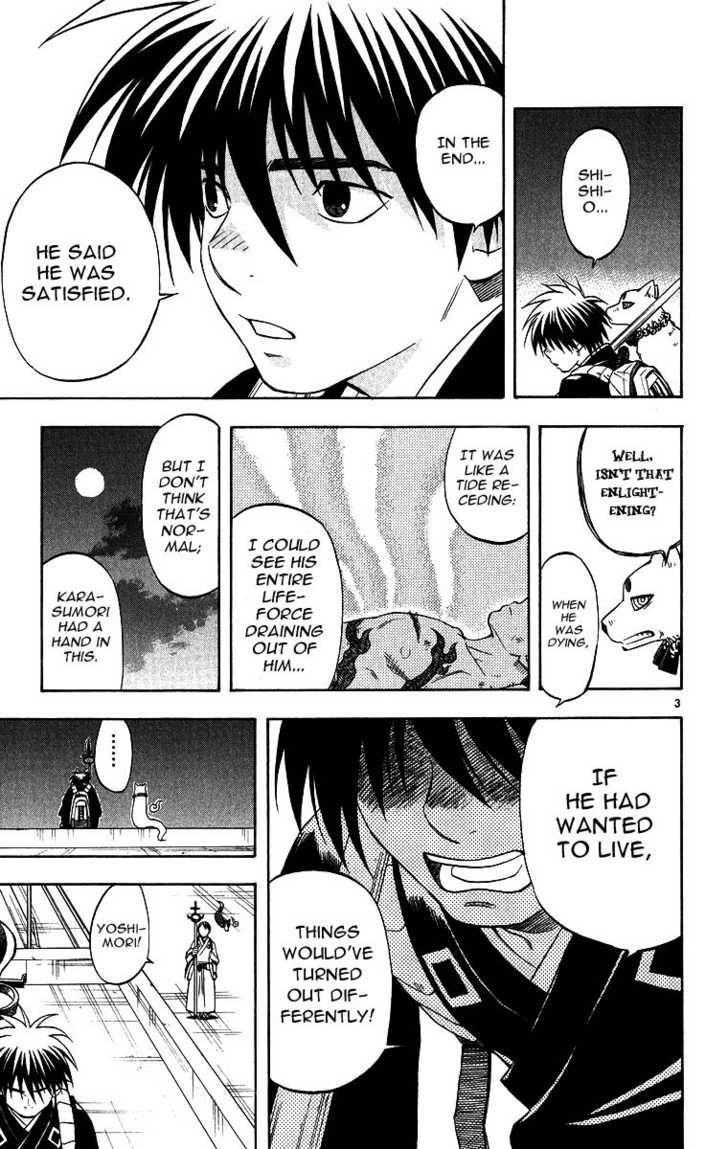 SHI-
SHI-
O...
IN THE
END...
HE SAID
HE WAS
SATISFIED.
WELL,
ISN'T THAT
ENLIGHT-
ENING?
WHEN
HE WAS
DYING,
IT WAS
LIKE A
TIDE RE-
CEDING:
I COULD
SEE HIS
ENTIRE
LIFE-
FORCE
DRAINING
OUT OF
HIM...
BUT I
DON'T
THINK
THAT'S
NOR-
MAL;
KARA-
SUMORI
HAD A
HAND IN
THIS.
3
IF
HE HAD
WANTED
TO LIVE,
THINGS
WOULD'VE
TURNED
OUT DIF-
FERENTLY!
....
YOSHI-
MORI!